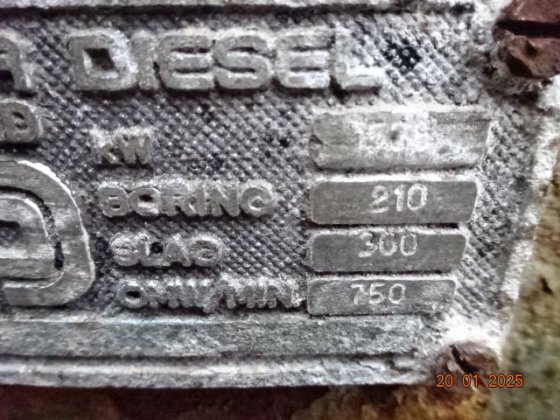 A DIESEL
KW
BORING 210
SLAG 300
OMW/MIN. 750
20 01 2025